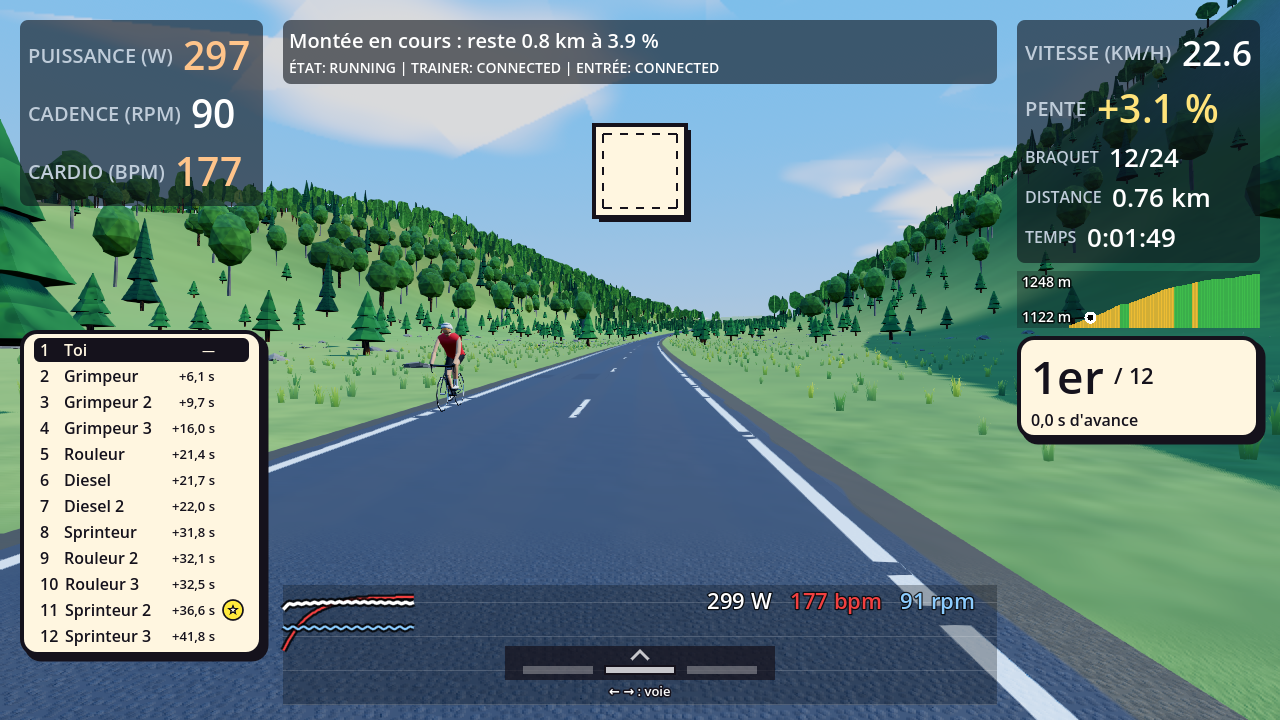 PUISSANCE (W) 297
CADENCE (RPM) 90
CARDIO (BPM) 177
Montée en cours : reste 0.8 km à 3.9 %
ÉTAT: RUNNING | TRAINER: CONNECTED | ENTRÉE: CONNECTED
VITESSE (KM/H) 22.6
PENTE +3.1 %
BRAQUET 12/24
DISTANCE 0.76 km
TEMPS 0:01:49
1248 m
1122 m
1er / 12
0,0 s d'avance
1 Toi —
2 Grimpeur +6,1 s
3 Grimpeur 2 +9,7 s
4 Grimpeur 3 +16,0 s
5 Rouleur +21,4 s
6 Diesel +21,7 s
7 Diesel 2 +22,0 s
8 Sprinteur +31,8 s
9 Rouleur 2 +32,1 s
10 Rouleur 3 +32,5 s
11 Sprinteur 2 +36,6 s
12 Sprinteur 3 +41,8 s
299 W 177 bpm 91 rpm
←→ : voie